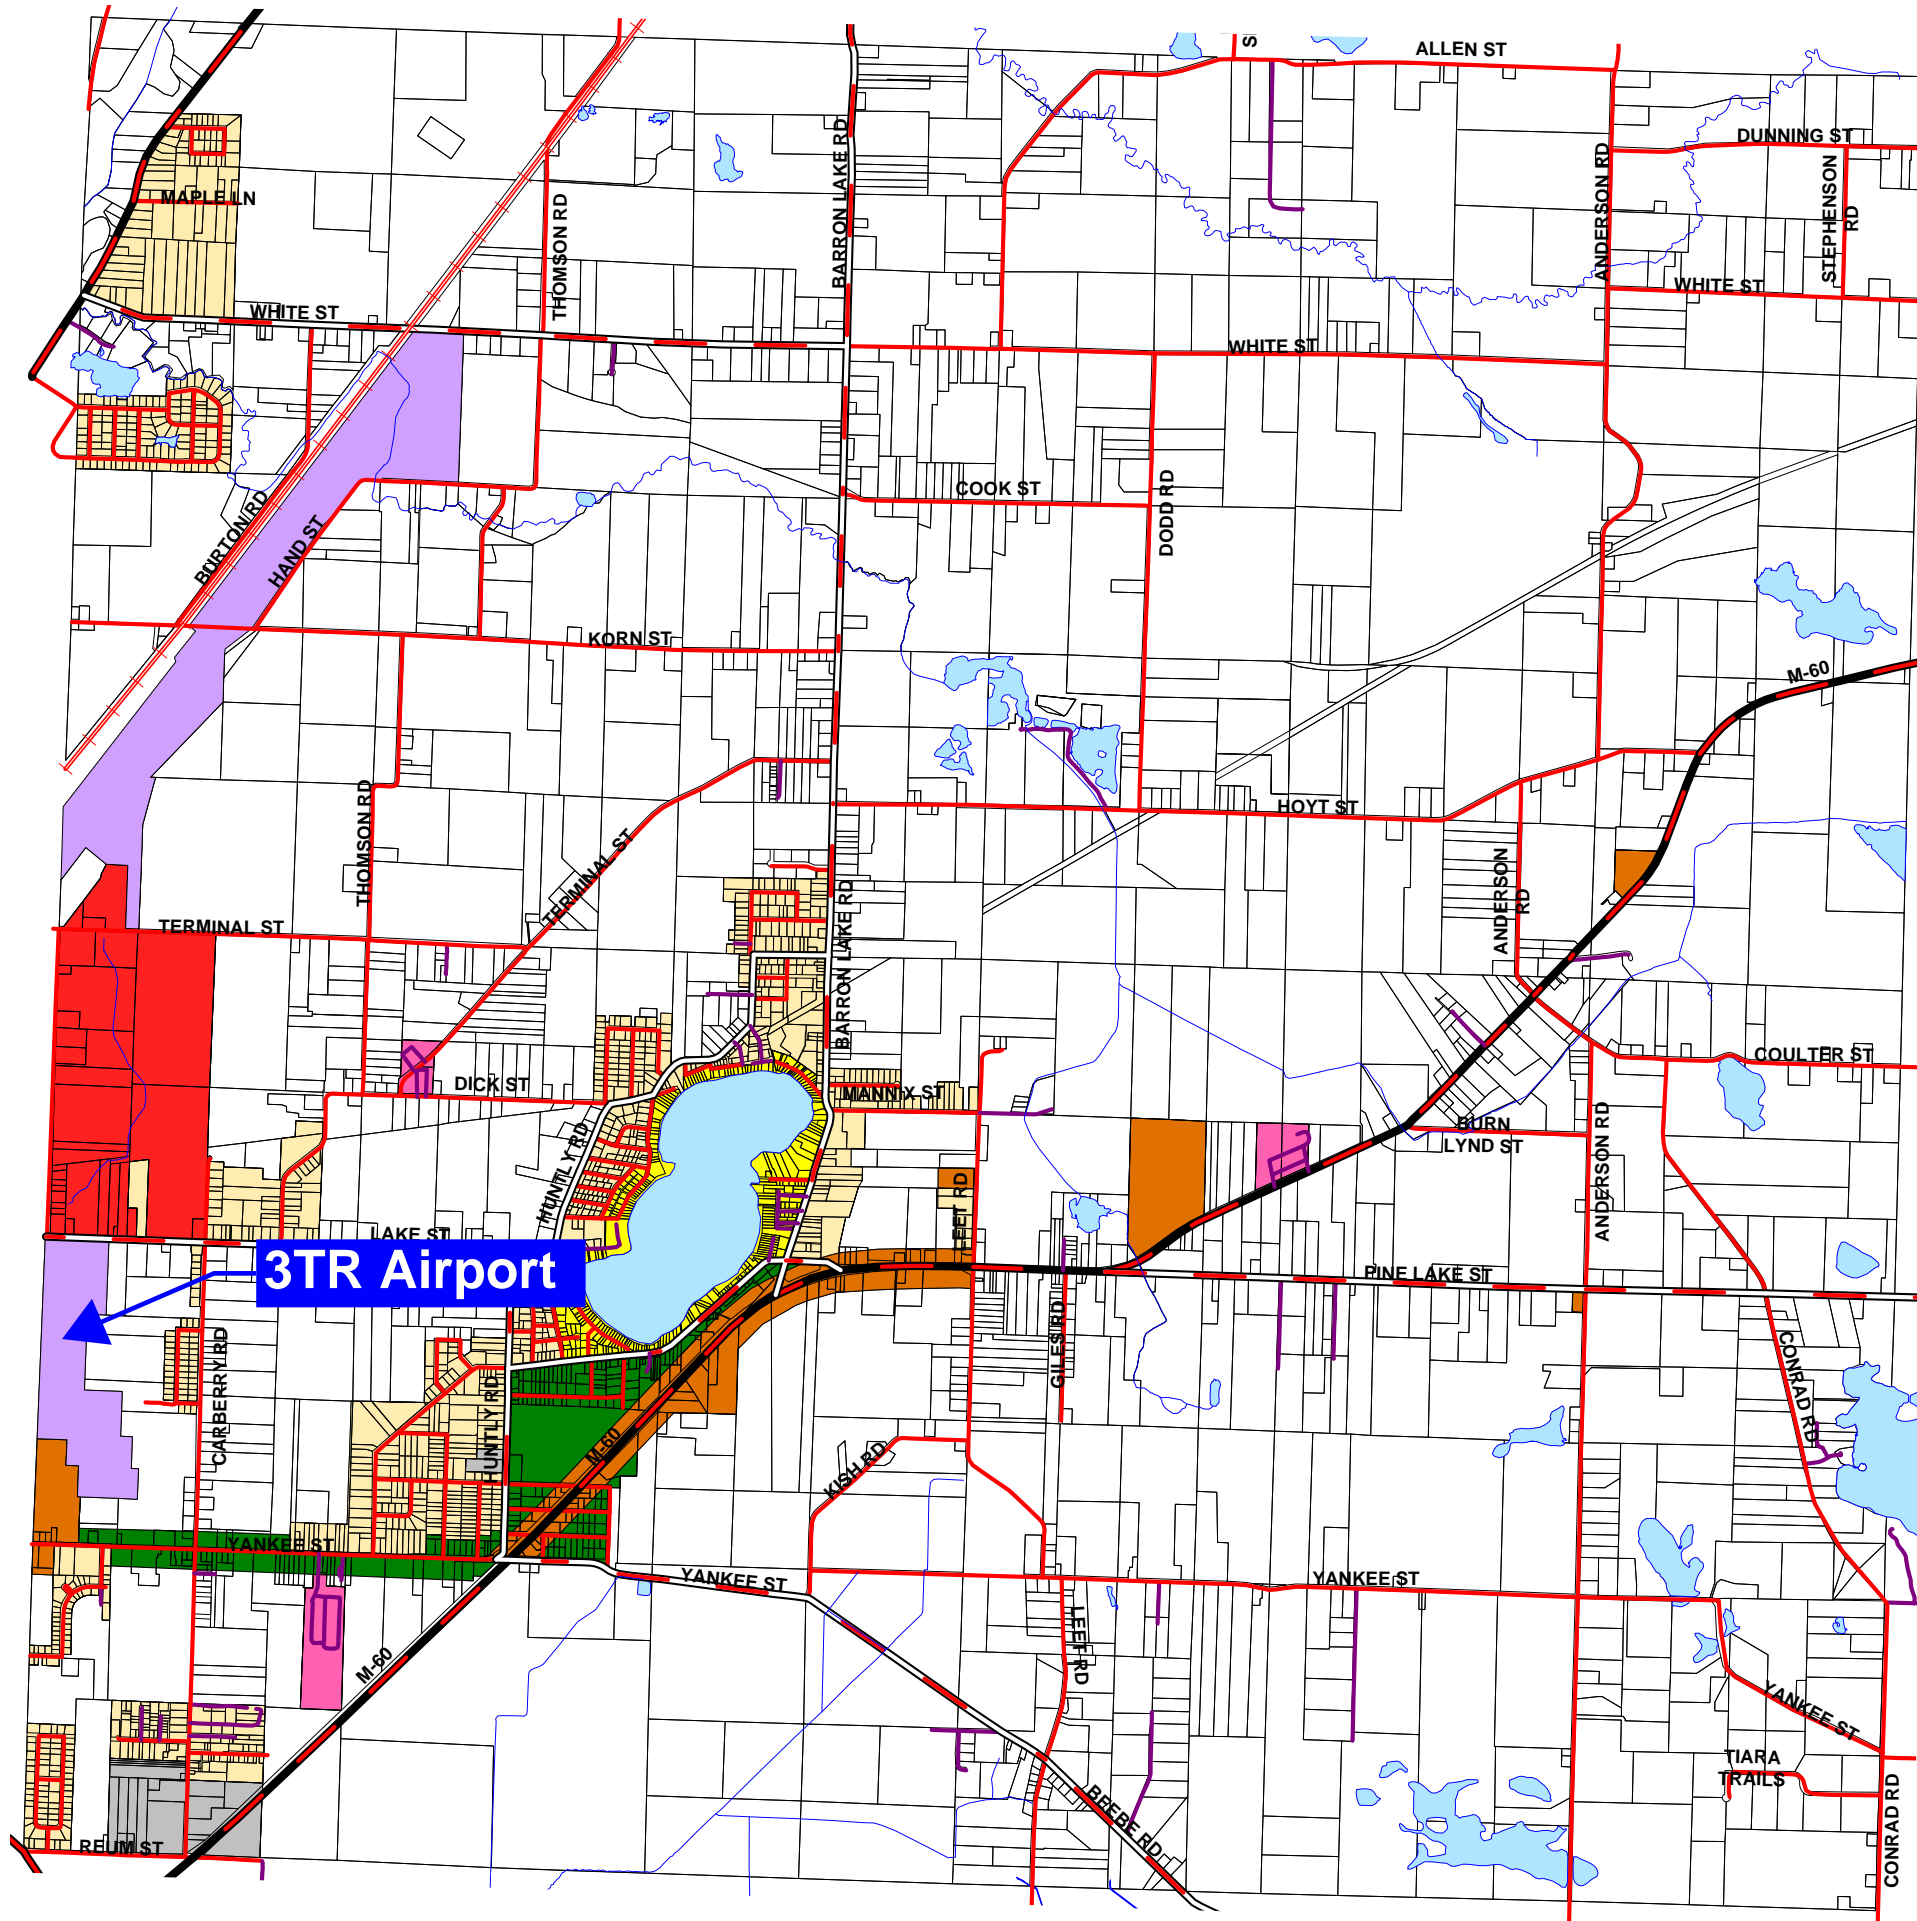 S
ALLEN ST
DUNNING ST
MAPLE LN
THOMSON RD
BARRON LAKE RD
ANDERSON RD
STEPHENSON
RD
WHITE ST
WHITE ST
WHITE ST
BURTON RD
HAND ST
COOK ST
DODD RD
KORN ST
M-60
THOMSON RD
TERMINAL ST
HOYT ST
ANDERSON
RD
TERMINAL ST
BARRON LAKE RD
DICK ST
MANNIX ST
COULTER ST
BURN
LYND ST
ANDERSON RD
HUNTLY RD
LEET RD
LAKE ST
3TR Airport
PINE LAKE ST
CARBERRY RD
HUNTLY RD
GILES RD
CONRAD RD
M-60
KISH RD
YANKEE ST
YANKEE ST
YANKEE ST
LEET RD
M-60
YANKEE ST
TIARA
TRAILS
BEEBE RD
CONRAD RD
REUM ST